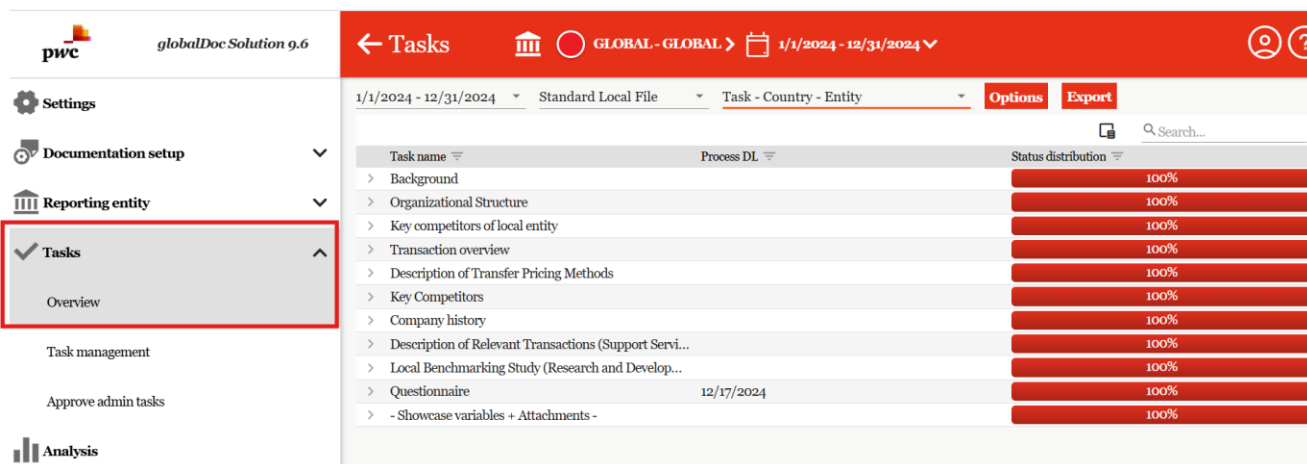 pwc
globalDoc Solution 9.6
Tasks
GLOBAL - GLOBAL
1/1/2024 - 12/31/2024
Settings
Documentation setup
Reporting entity
Tasks
Overview
Task management
Approve admin tasks
Analysis
1/1/2024 - 12/31/2024
Standard Local File
Task - Country - Entity
Options
Export
Search...
Task name
Process DL
Status distribution
Background 100%
Organizational Structure 100%
Key competitors of local entity 100%
Transaction overview 100%
Description of Transfer Pricing Methods 100%
Key Competitors 100%
Company history 100%
Description of Relevant Transactions (Support Servi... 100%
Local Benchmarking Study (Research and Develop... 100%
Questionnaire 12/17/2024 100%
- Showcase variables + Attachments - 100%